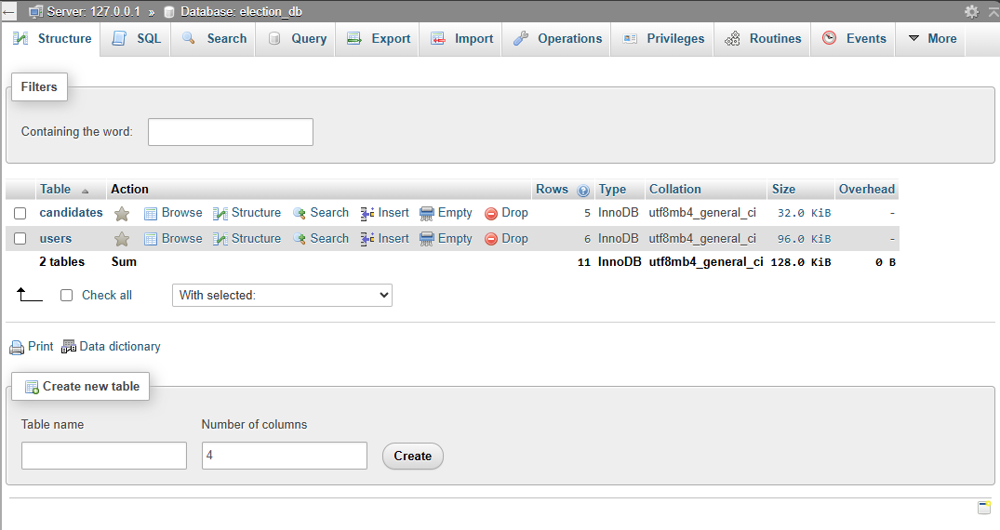 Server: 127.0.0.1 » Database: election_db
Structure SQL Search Query Export Import Operations Privileges Routines Events More
Filters
Containing the word:
Table Action Rows Type Collation Size Overhead
candidates Browse Structure Search Insert Empty Drop 5 InnoDB utf8mb4_general_ci 32.0 KiB -
users Browse Structure Search Insert Empty Drop 6 InnoDB utf8mb4_general_ci 96.0 KiB -
2 tables Sum 11 InnoDB utf8mb4_general_ci 128.0 KiB 0 B
Check all With selected:
Print Data dictionary
Create new table
Table name Number of columns
4 Create